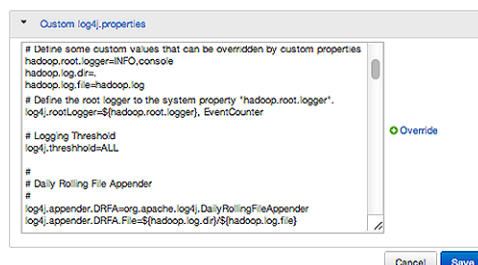 Custom log4j.properties
# Define some custom values that can be overridden by custom properties
hadoop.root.logger=INFO,console
hadoop.log.dir=.
hadoop.log.file=hadoop.log
# Define the root logger to the system property "hadoop.root.logger".
log4j.rootLogger=${hadoop.root.logger}, EventCounter
# Logging Threshold
log4j.threshhold=ALL
#
# Daily Rolling File Appender
#
log4j.appender.DRFA=org.apache.log4j.DailyRollingFileAppender
log4j.appender.DRFA.File=${hadoop.log.dir}/${hadoop.log.file}
Override
Cancel Save